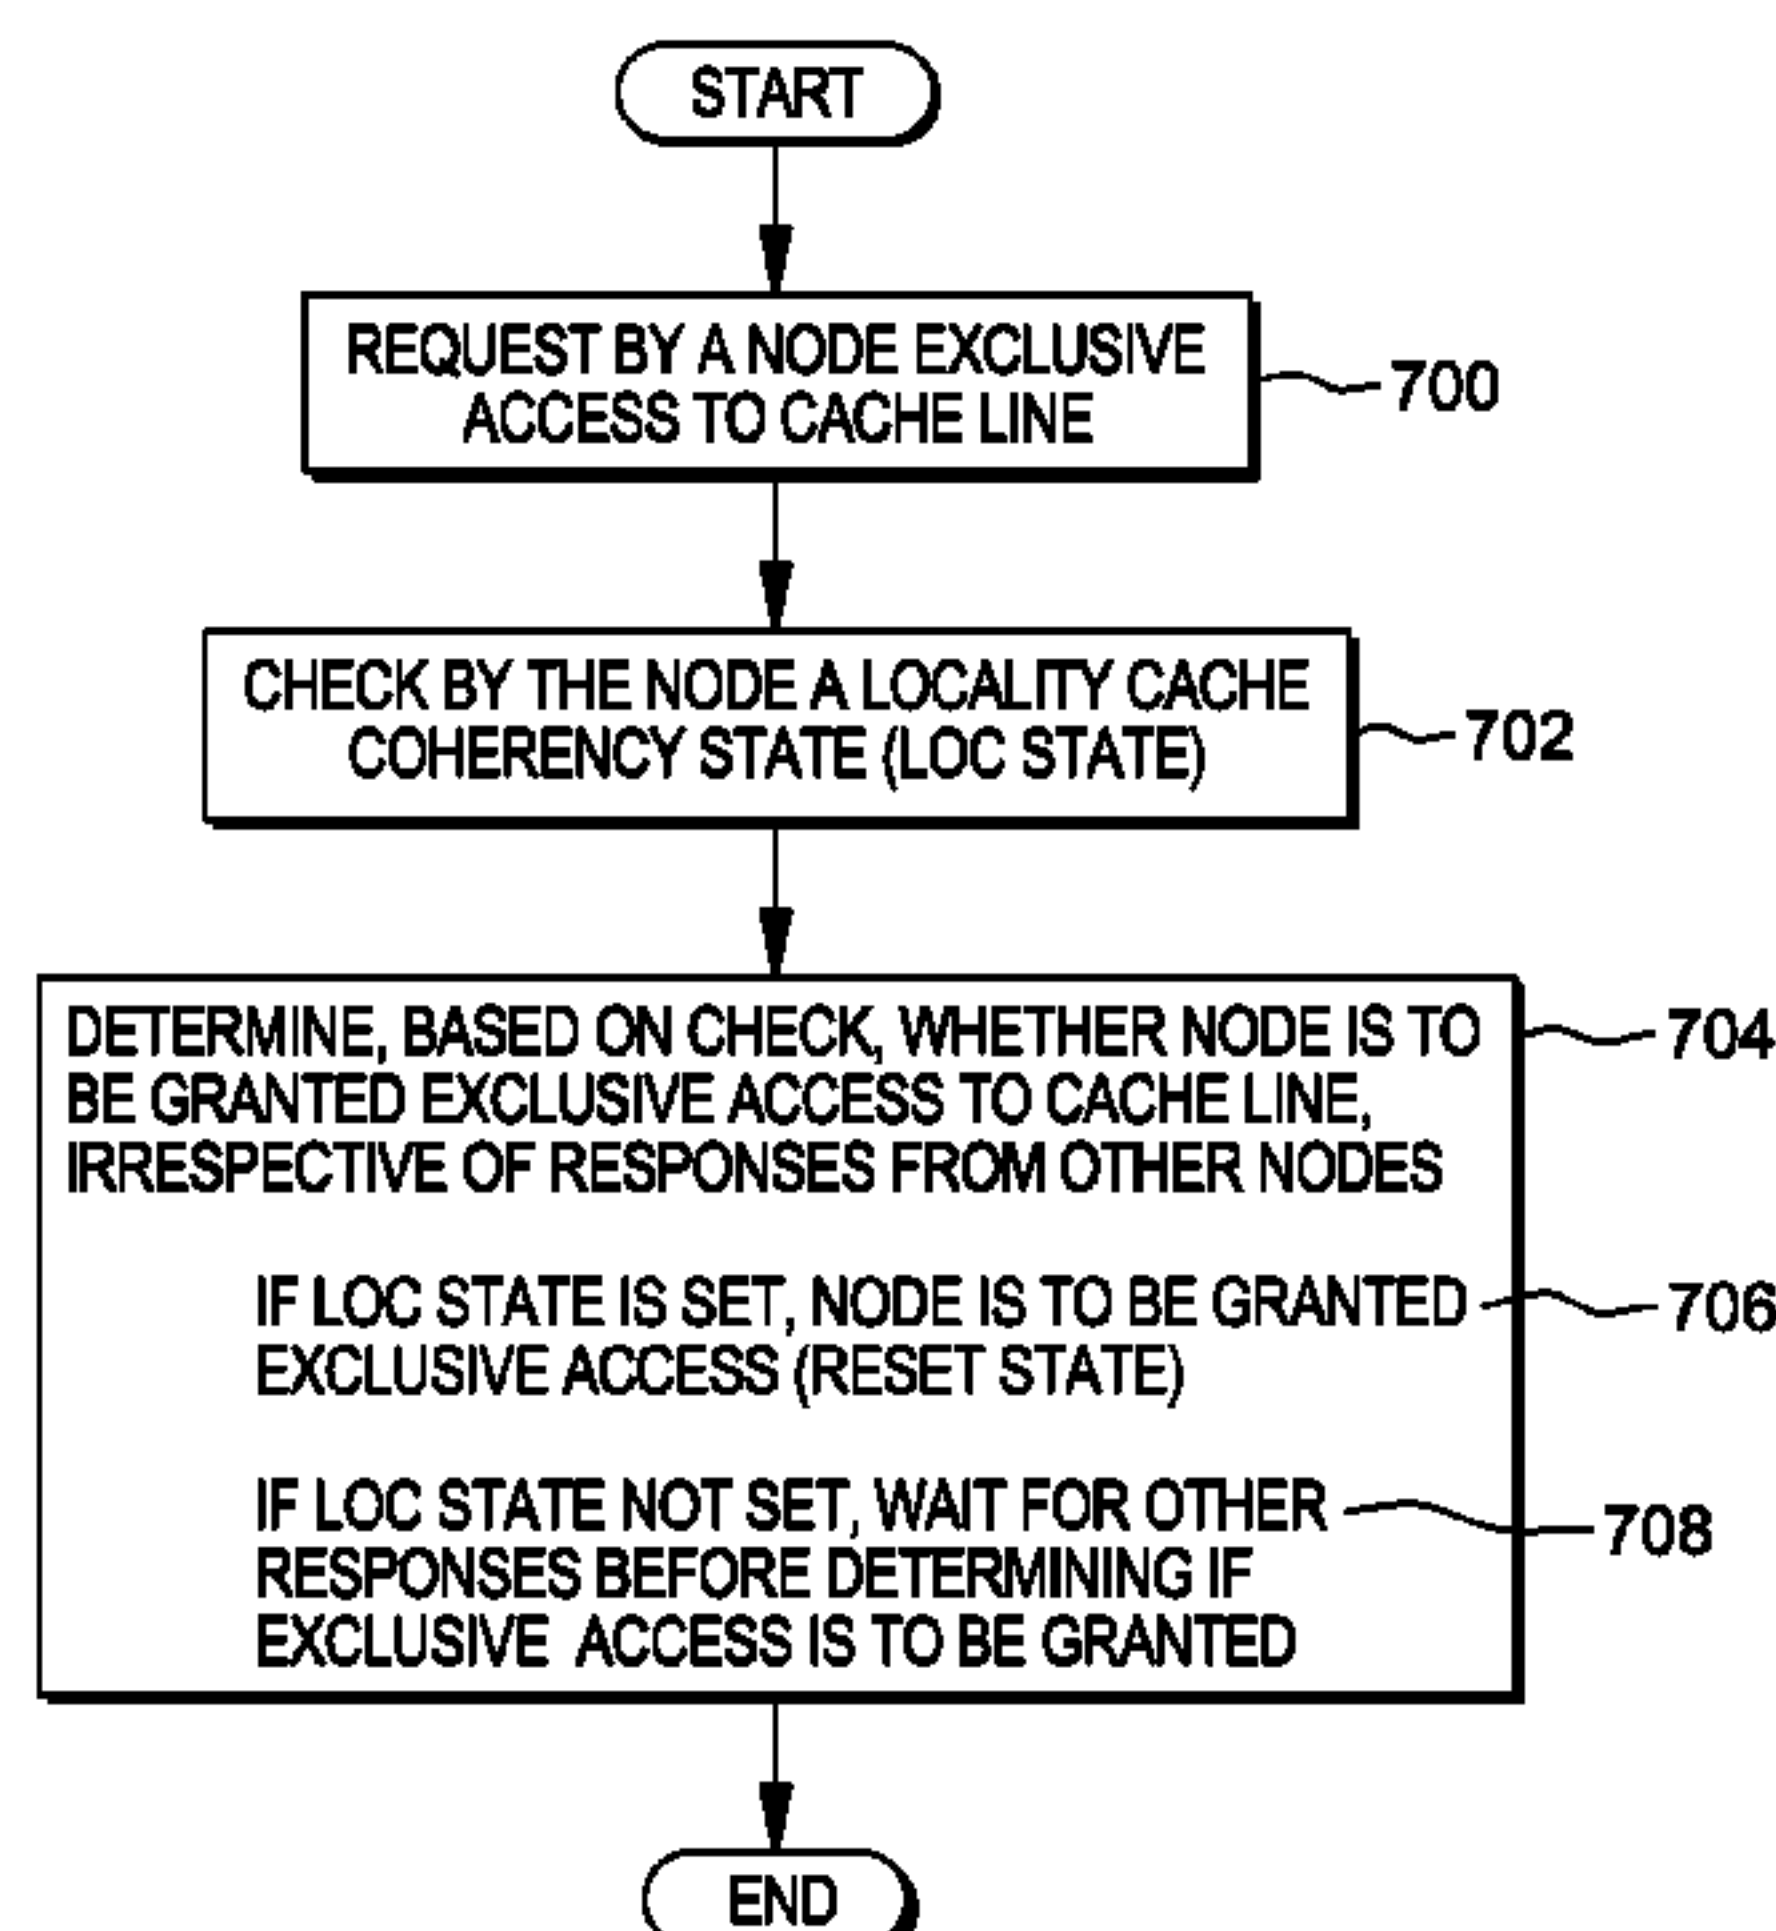 START
REQUEST BY A NODE EXCLUSIVE
ACCESS TO CACHE LINE
700
CHECK BY THE NODE A LOCALITY CACHE
COHERENCY STATE (LOC STATE)
702
DETERMINE, BASED ON CHECK, WHETHER NODE IS TO
BE GRANTED EXCLUSIVE ACCESS TO CACHE LINE,
IRRESPECTIVE OF RESPONSES FROM OTHER NODES
704
IF LOC STATE IS SET, NODE IS TO BE GRANTED
EXCLUSIVE ACCESS (RESET STATE)
706
IF LOC STATE NOT SET, WAIT FOR OTHER
RESPONSES BEFORE DETERMINING IF
EXCLUSIVE ACCESS IS TO BE GRANTED
708
END